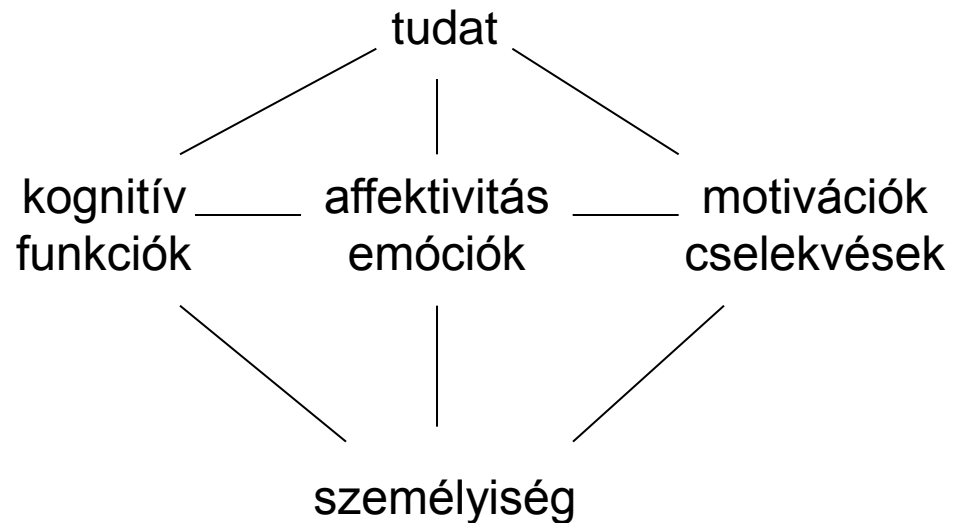 tudat
kognitív
funkciók
affektivitás
emóciók
motivációk
cselekvések
személyiség